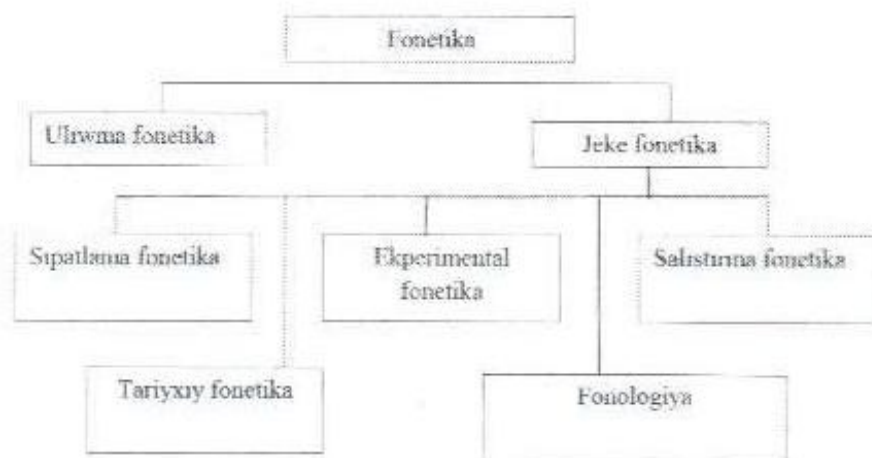 Fonetika
Ulıwma fonetika
Jeke fonetika
Sıpatlama fonetika
Ekperimental
fonetika
Salıstırma fonetika
Tariyxıy fonetika
Fonologiya